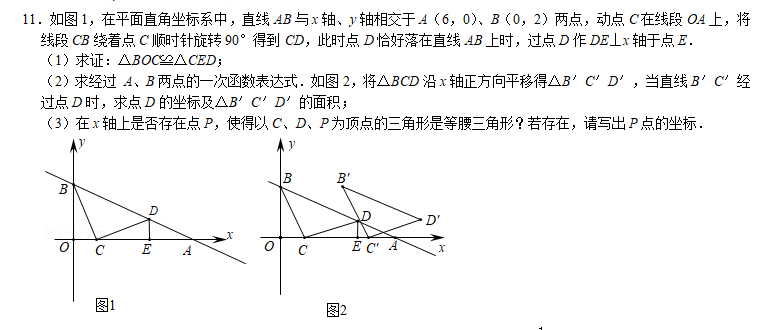 11．如图1，在平面直角坐标系中，直线AB与x轴、y轴相交于A（6，0）、B（0，2）两点，动点C在线段OA上，将
线段CB绕着点C顺时针旋转90°得到CD，此时点D恰好落在直线AB上时，过点D作DE⊥x轴于点E．
（1）求证：△BOC≌△CED；
（2）求经过 A、B两点的一次函数表达式．如图2，将△BCD沿x轴正方向平移得△B′C′D′，当直线B′C′经
过点D时，求点D的坐标及△B′C′D′的面积；
（3）在x轴上是否存在点P，使得以C、D、P为顶点的三角形是等腰三角形？若存在，请写出P点的坐标．
y
B
D
O C E A x
图1
y
B B′
D D′
O C E C′ A x
图2